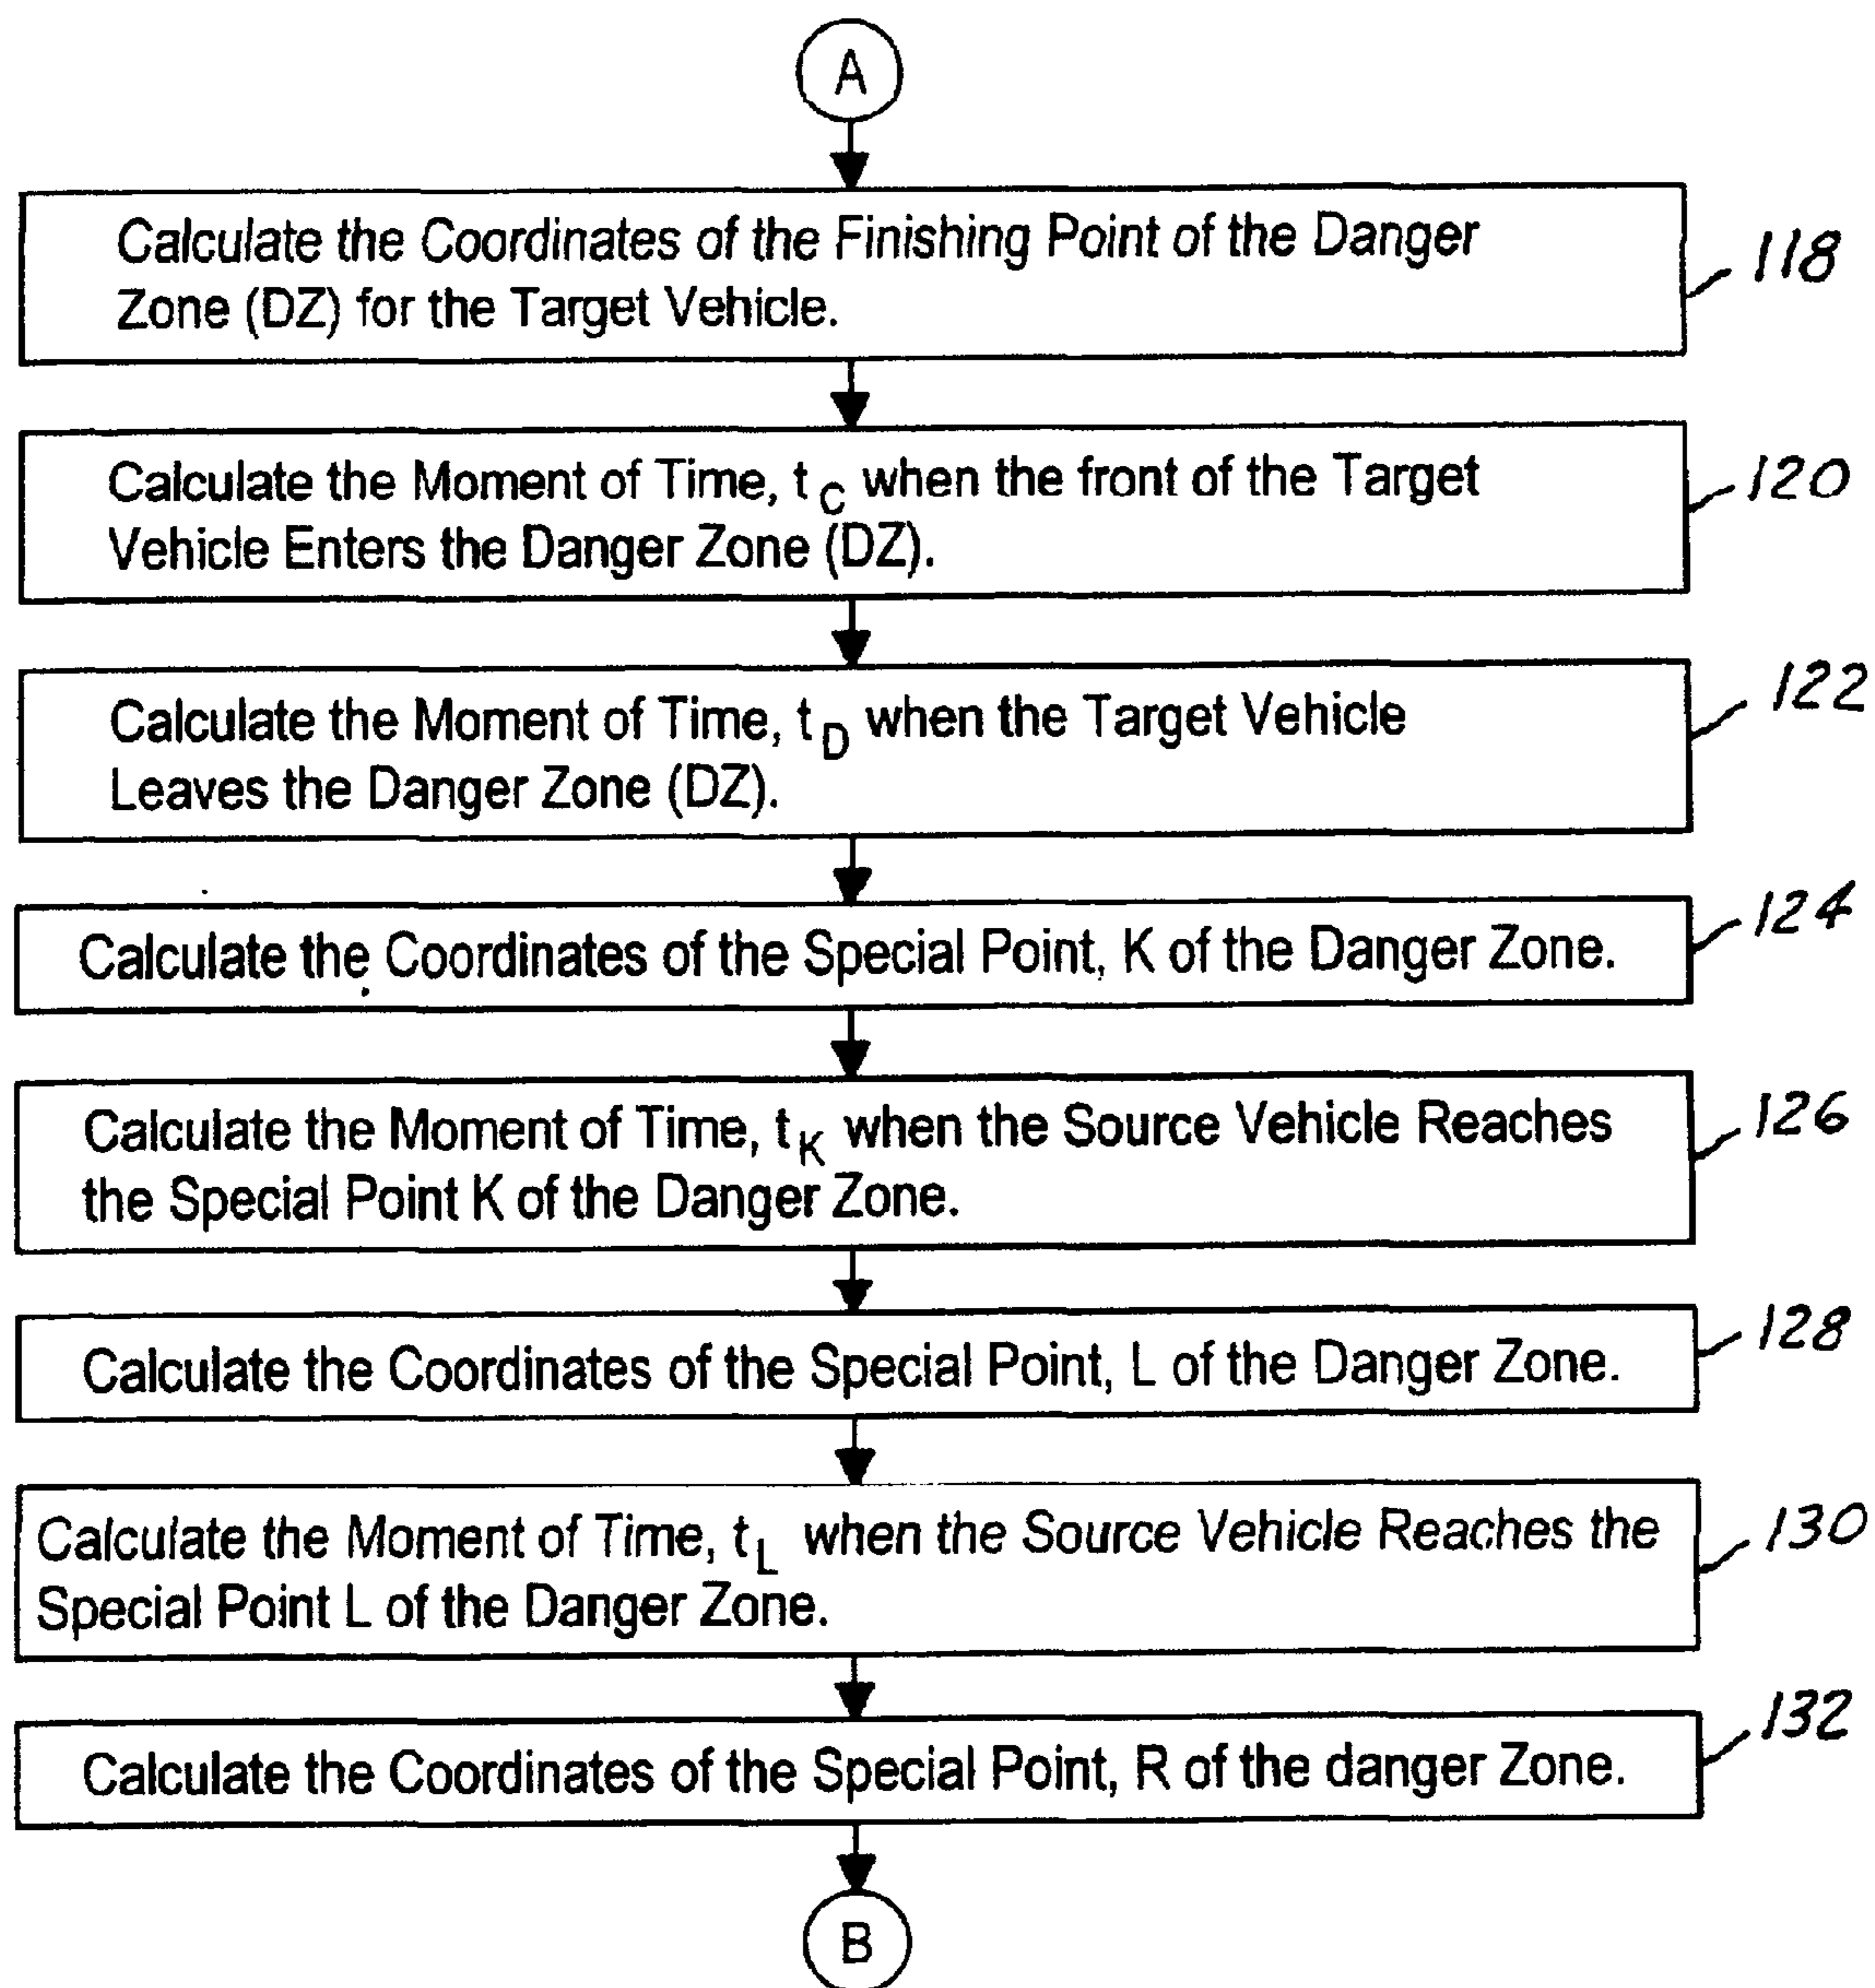 A
Calculate the Coordinates of the Finishing Point of the Danger
Zone (DZ) for the Target Vehicle.
118
Calculate the Moment of Time, t_C when the front of the Target
Vehicle Enters the Danger Zone (DZ).
120
Calculate the Moment of Time, t_D when the Target Vehicle
Leaves the Danger Zone (DZ).
122
Calculate the Coordinates of the Special Point, K of the Danger Zone.
124
Calculate the Moment of Time, t_K when the Source Vehicle Reaches
the Special Point K of the Danger Zone.
126
Calculate the Coordinates of the Special Point, L of the Danger Zone.
128
Calculate the Moment of Time, t_L when the Source Vehicle Reaches the
Special Point L of the Danger Zone.
130
Calculate the Coordinates of the Special Point, R of the danger Zone.
132
B